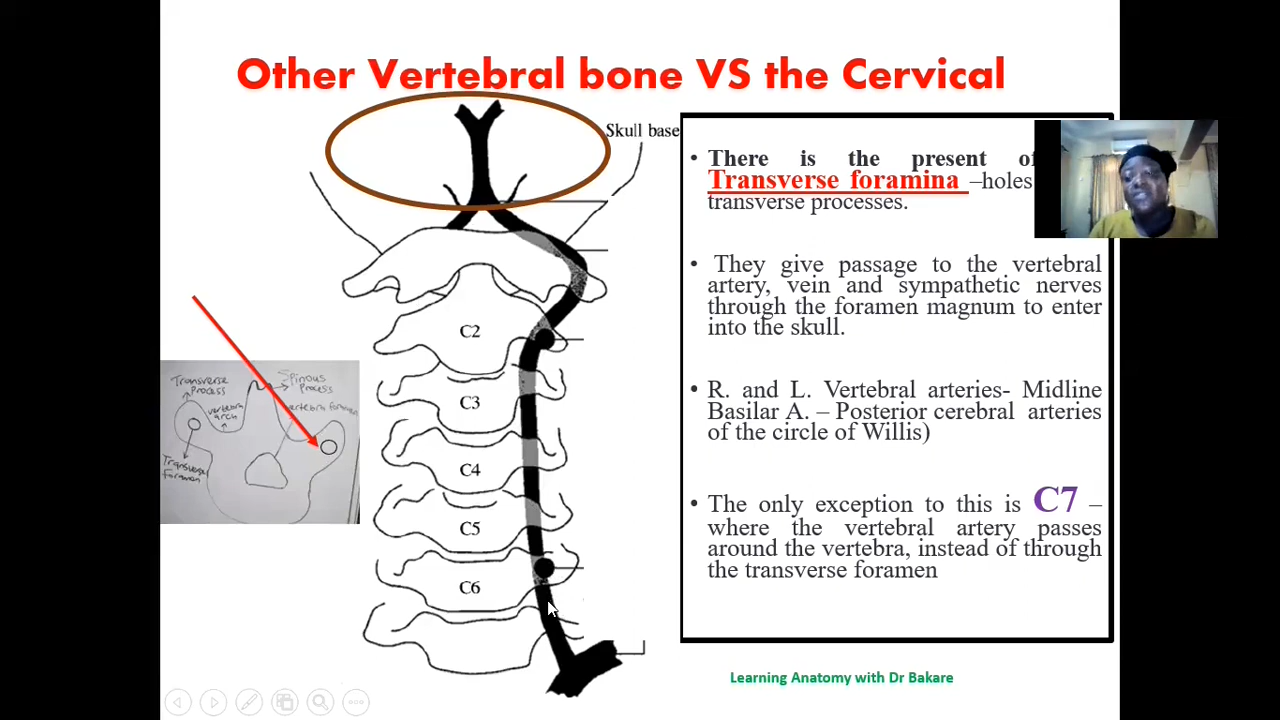 Other Vertebral bone VS the Cervical
Skull base
C2
C3
C4
C5
C6
Transverse
Process
Spinous
Process
vertebra
arch
vertebra foramen
Transverse
foramen
• There is the present of
Transverse foramina –holes
transverse processes.
• They give passage to the vertebral
artery, vein and sympathetic nerves
through the foramen magnum to enter
into the skull.
• R. and L. Vertebral arteries- Midline
Basilar A. – Posterior cerebral arteries
of the circle of Willis)
• The only exception to this is C7 –
where the vertebral artery passes
around the vertebra, instead of through
the transverse foramen
Learning Anatomy with Dr Bakare